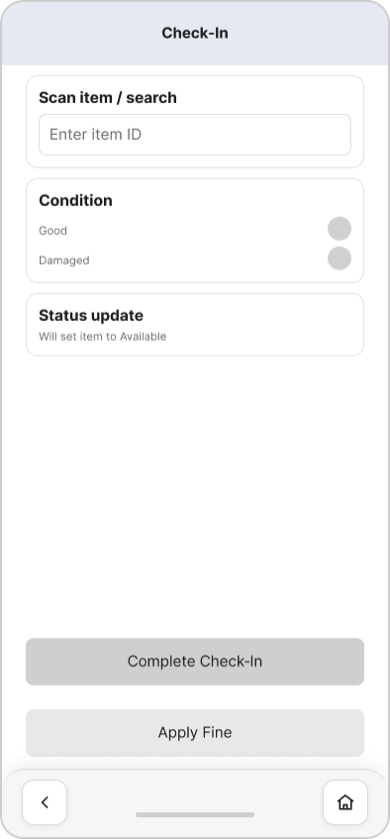 Check-In
Scan item / search
Enter item ID
Condition
Good
Damaged
Status update
Will set item to Available
Complete Check-In
Apply Fine